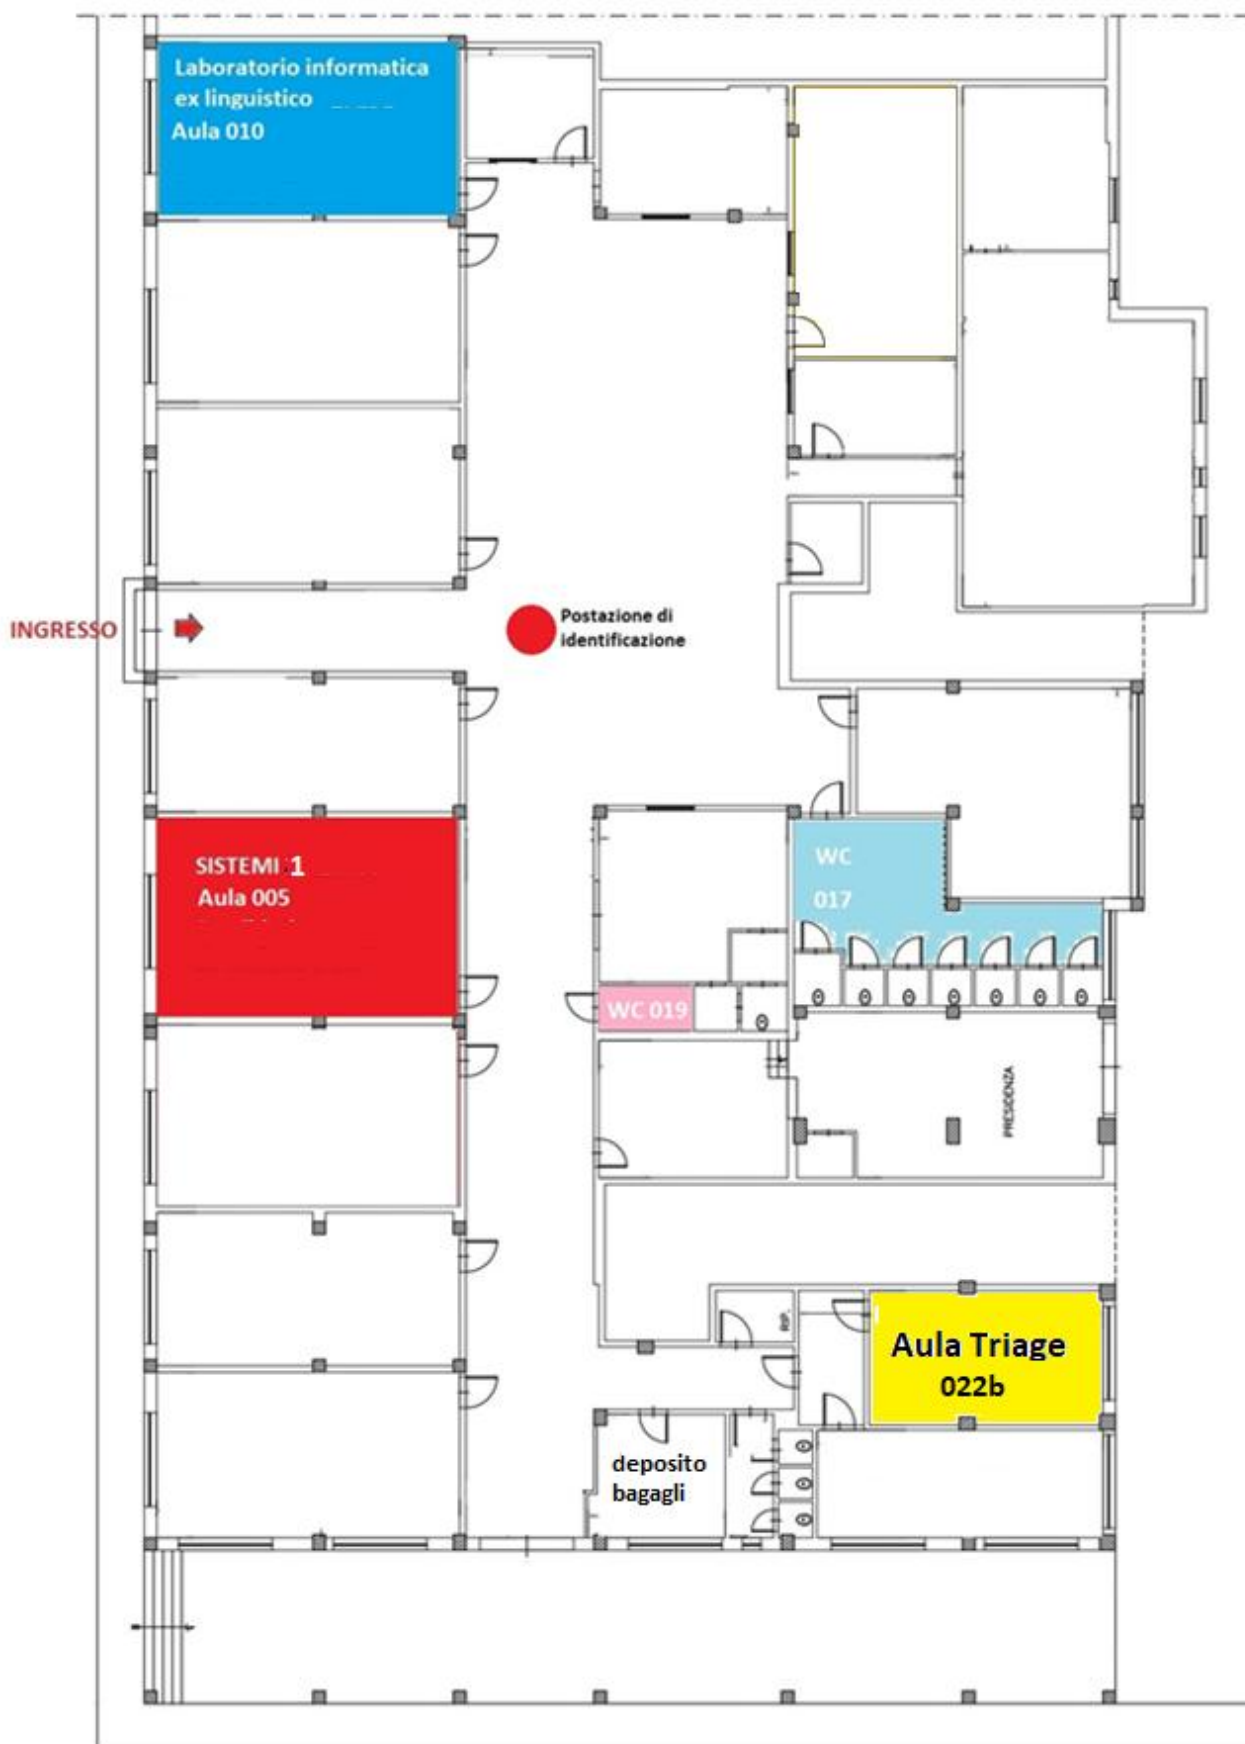 Laboratorio informatica
ex linguistico
Aula 010
INGRESSO
Postazione di
identificazione
SISTEMI 1
Aula 005
WC
017
WC 019
PRESIDENZA
RIP.
Aula Triage
022b
deposito
bagagli